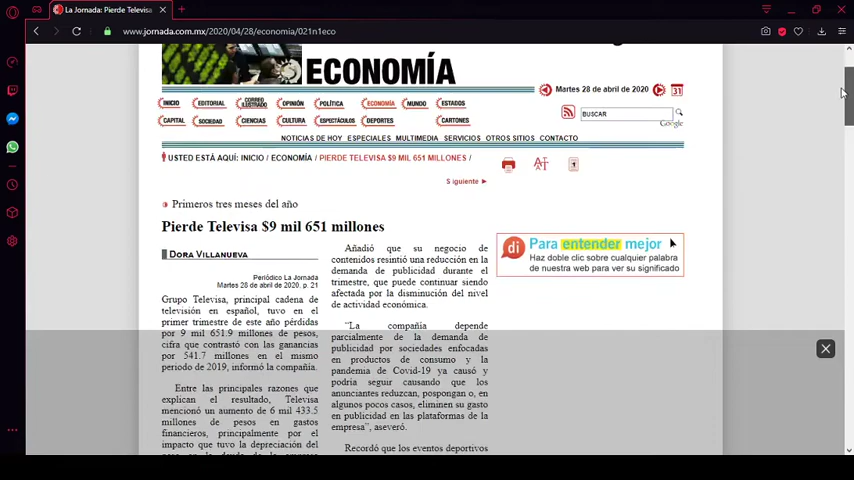 La Jornada: Pierde Televisa
www.jornada.com.mx/2020/04/28/economia/021n1eco
ECONOMÍA
Martes 28 de abril de 2020
31
INICIO
EDITORIAL
CORREO ILUSTRADO
OPINIÓN
POLÍTICA
ECONOMÍA
MUNDO
ESTADOS
CAPITAL
SOCIEDAD
CIENCIAS
CULTURA
ESPECTÁCULOS
DEPORTES
CARTONES
BUSCAR
Google
NOTICIAS DE HOY ESPECIALES MULTIMEDIA SERVICIOS OTROS SITIOS CONTACTO
USTED ESTÁ AQUÍ: INICIO / ECONOMÍA / PIERDE TELEVISA $9 MIL 651 MILLONES /
Siguiente
Primeros tres meses del año
Pierde Televisa $9 mil 651 millones
DORA VILLANUEVA
Periódico La Jornada
Martes 28 de abril de 2020, p. 21
Grupo Televisa, principal cadena de
televisión en español, tuvo en el
primer trimestre de este año pérdidas
por 9 mil 651.9 millones de pesos,
cifra que contrastó con las ganancias
por 541.7 millones en el mismo
periodo de 2019, informó la compañía.
Entre las principales razones que
explican el resultado, Televisa
mencionó un aumento de 6 mil 433.5
millones de pesos en gastos
financieros, principalmente por el
impacto que tuvo la depreciación del
Añadió que su negocio de
contenidos resintió una reducción en la
demanda de publicidad durante el
trimestre, que puede continuar siendo
afectada por la disminución del nivel
de actividad económica.
"La compañía depende
parcialmente de la demanda de
publicidad por sociedades enfocadas
en productos de consumo y la
pandemia de Covid-19 ya causó y
podría seguir causando que los
anunciantes reduzcan, pospongan o, en
algunos pocos casos, eliminen su gasto
en publicidad en las plataformas de la
empresa", aseveró.
Recordó que los eventos deportivos
di
Para entender mejor
Haz doble clic sobre cualquier palabra
de nuestra web para ver su significado